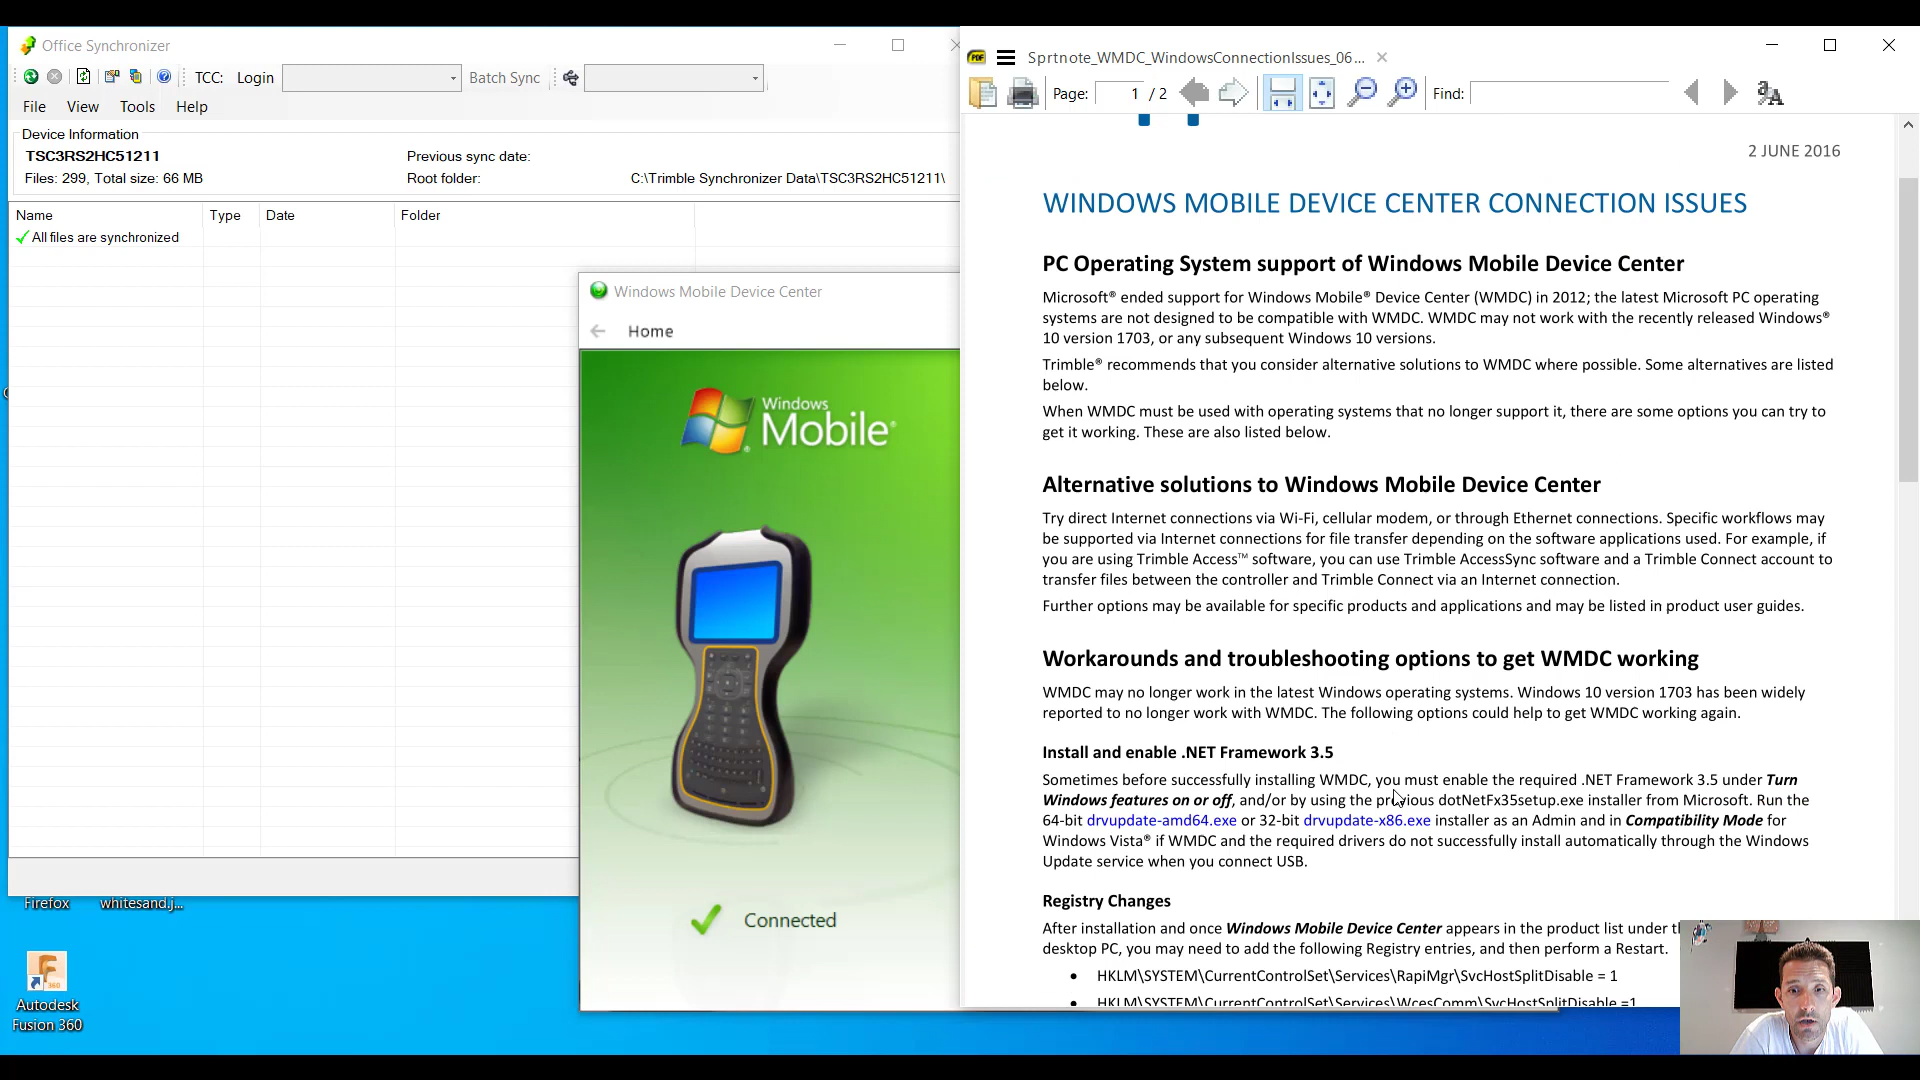 Office Synchronizer
TCC: Login
Batch Sync
File View Tools Help
Device Information
TSC3RS2HC51211
Files: 299, Total size: 66 MB
Previous sync date:
Root folder: C:\Trimble Synchronizer Data\TSC3RS2HC51211\
Name Type Date Folder
All files are synchronized
Windows Mobile Device Center
Home
Windows
Mobile®
Connected
Firefox
whitesand.j...
Autodesk
Fusion 360
PDF
Sprtnote_WMDC_WindowsConnectionIssues_06...
Page: 1 / 2
Find:
2 JUNE 2016
WINDOWS MOBILE DEVICE CENTER CONNECTION ISSUES
PC Operating System support of Windows Mobile Device Center
Microsoft® ended support for Windows Mobile® Device Center (WMDC) in 2012; the latest Microsoft PC operating
systems are not designed to be compatible with WMDC. WMDC may not work with the recently released Windows®
10 version 1703, or any subsequent Windows 10 versions.
Trimble® recommends that you consider alternative solutions to WMDC where possible. Some alternatives are listed
below.
When WMDC must be used with operating systems that no longer support it, there are some options you can try to
get it working. These are also listed below.
Alternative solutions to Windows Mobile Device Center
Try direct Internet connections via Wi-Fi, cellular modem, or through Ethernet connections. Specific workflows may
be supported via Internet connections for file transfer depending on the software applications used. For example, if
you are using Trimble Access™ software, you can use Trimble AccessSync software and a Trimble Connect account to
transfer files between the controller and Trimble Connect via an Internet connection.
Further options may be available for specific products and applications and may be listed in product user guides.
Workarounds and troubleshooting options to get WMDC working
WMDC may no longer work in the latest Windows operating systems. Windows 10 version 1703 has been widely
reported to no longer work with WMDC. The following options could help to get WMDC working again.
Install and enable .NET Framework 3.5
Sometimes before successfully installing WMDC, you must enable the required .NET Framework 3.5 under Turn
Windows features on or off, and/or by using the previous dotNetFx35setup.exe installer from Microsoft. Run the
64-bit drvupdate-amd64.exe or 32-bit drvupdate-x86.exe installer as an Admin and in Compatibility Mode for
Windows Vista® if WMDC and the required drivers do not successfully install automatically through the Windows
Update service when you connect USB.
Registry Changes
After installation and once Windows Mobile Device Center appears in the product list under
desktop PC, you may need to add the following Registry entries, and then perform a Restart.
• HKLM\SYSTEM\CurrentControlSet\Services\RapiMgr\SvcHostSplitDisable = 1
• HKLM\SYSTEM\CurrentControlSet\Services\WcesComm\SvcHostSplitDisable =1